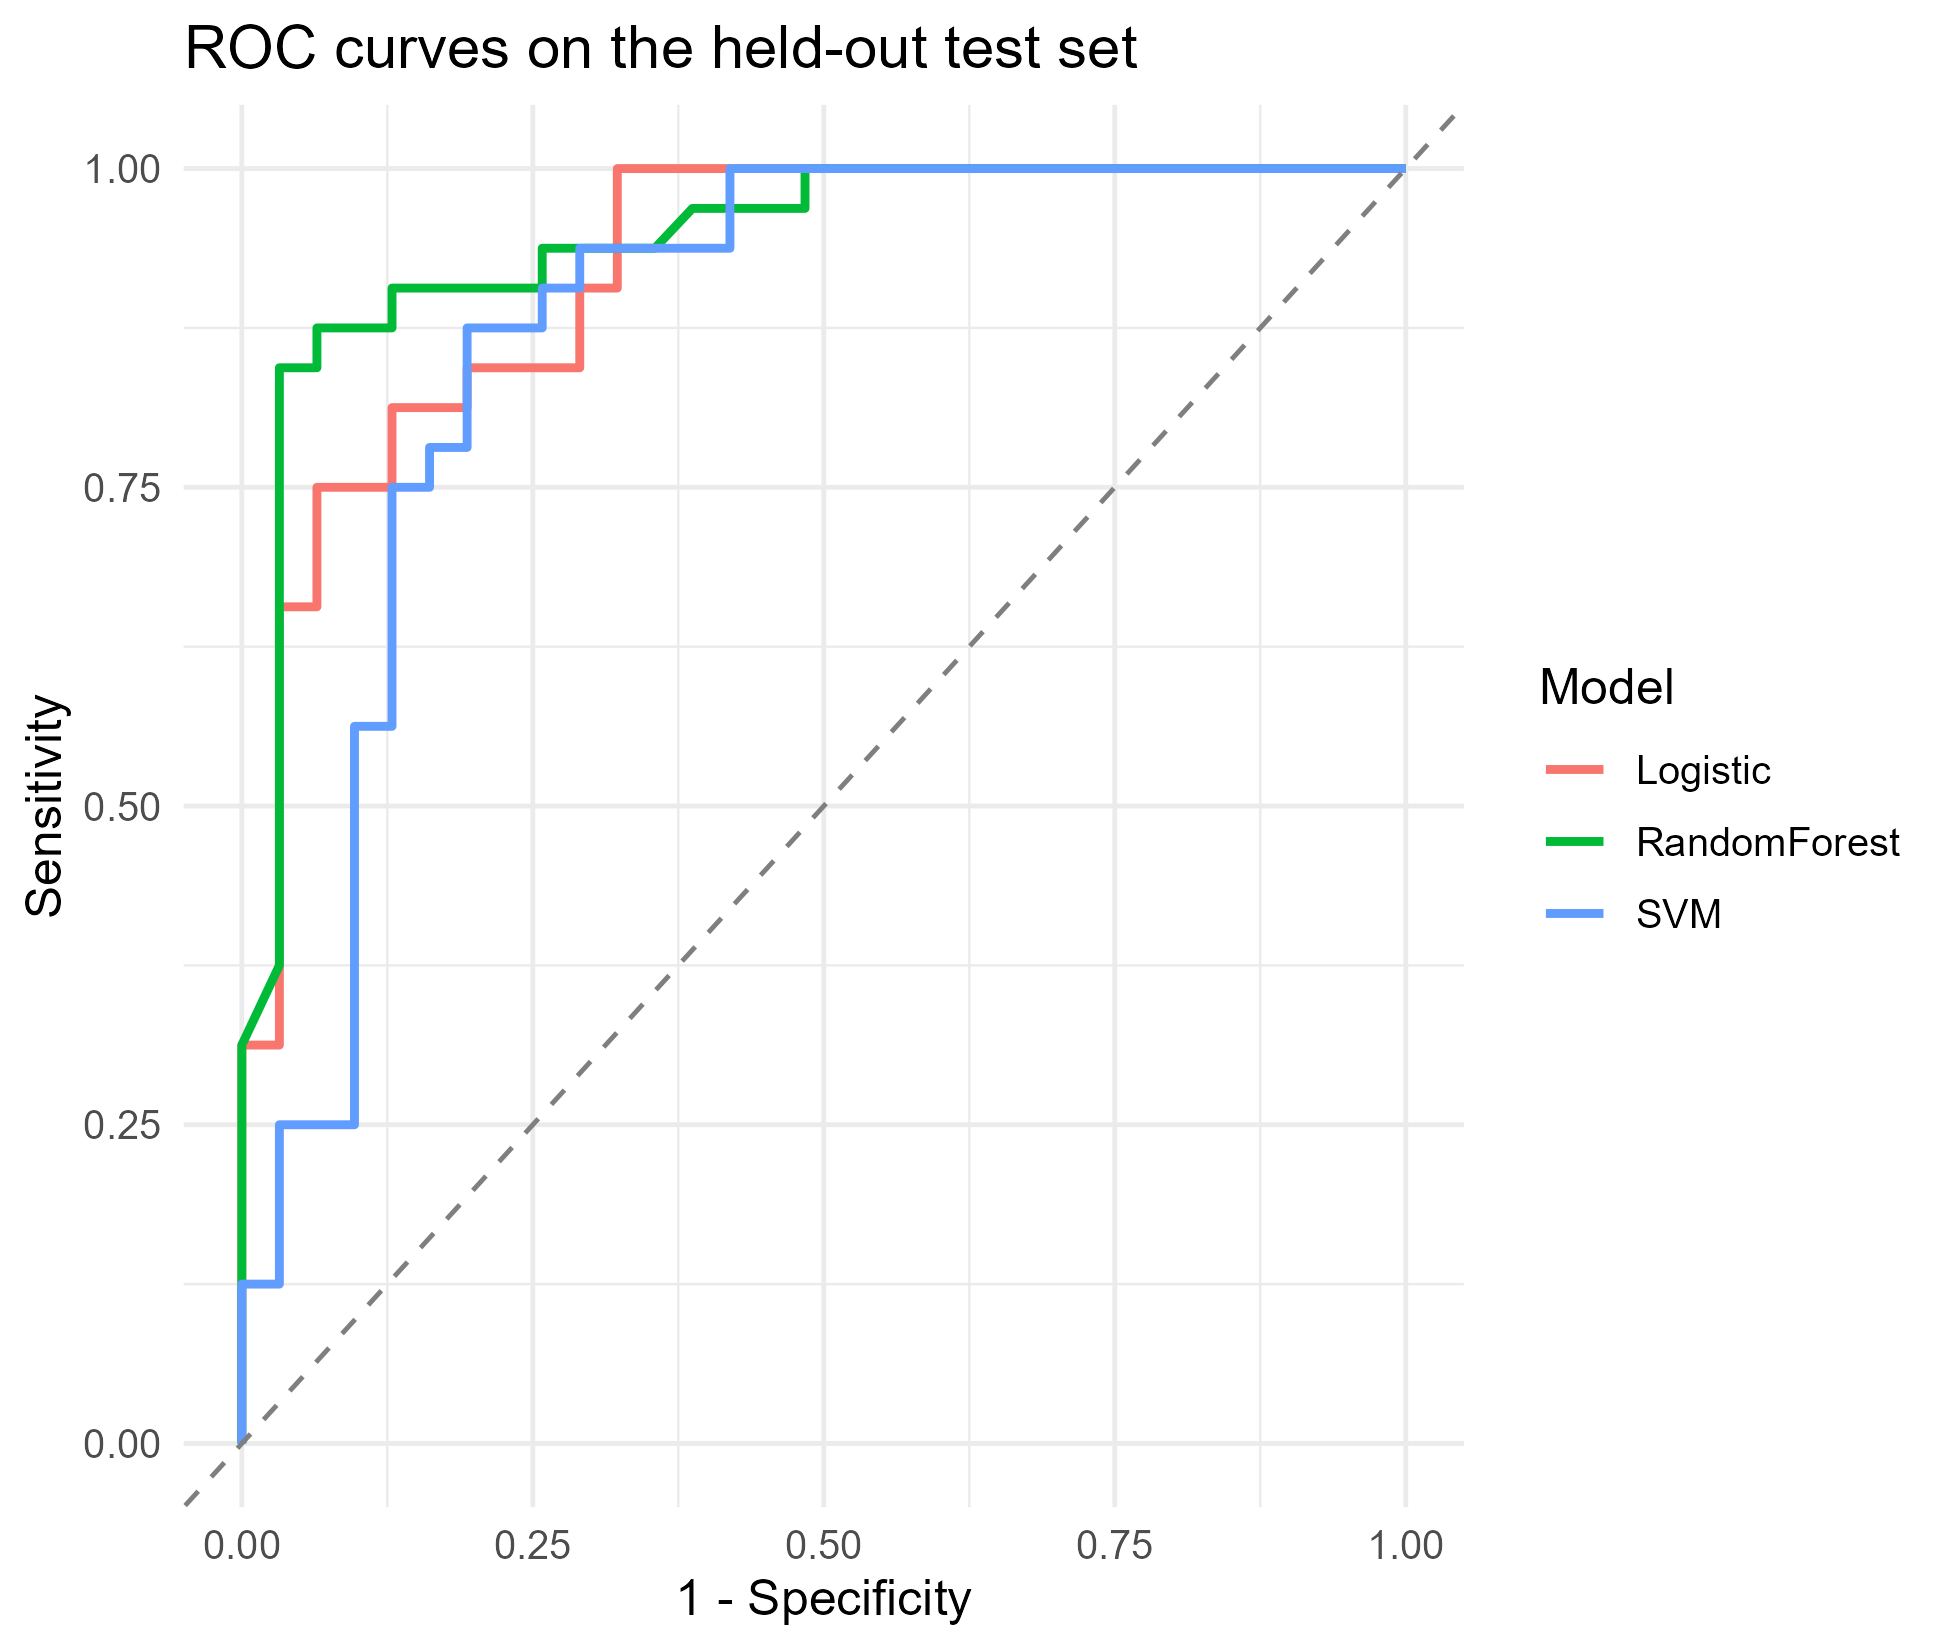 ROC curves on the held-out test set
1.00
0.75
0.50
0.25
0.00
Sensitivity
0.00 0.25 0.50 0.75 1.00
1 - Specificity
Model
Logistic
RandomForest
SVM